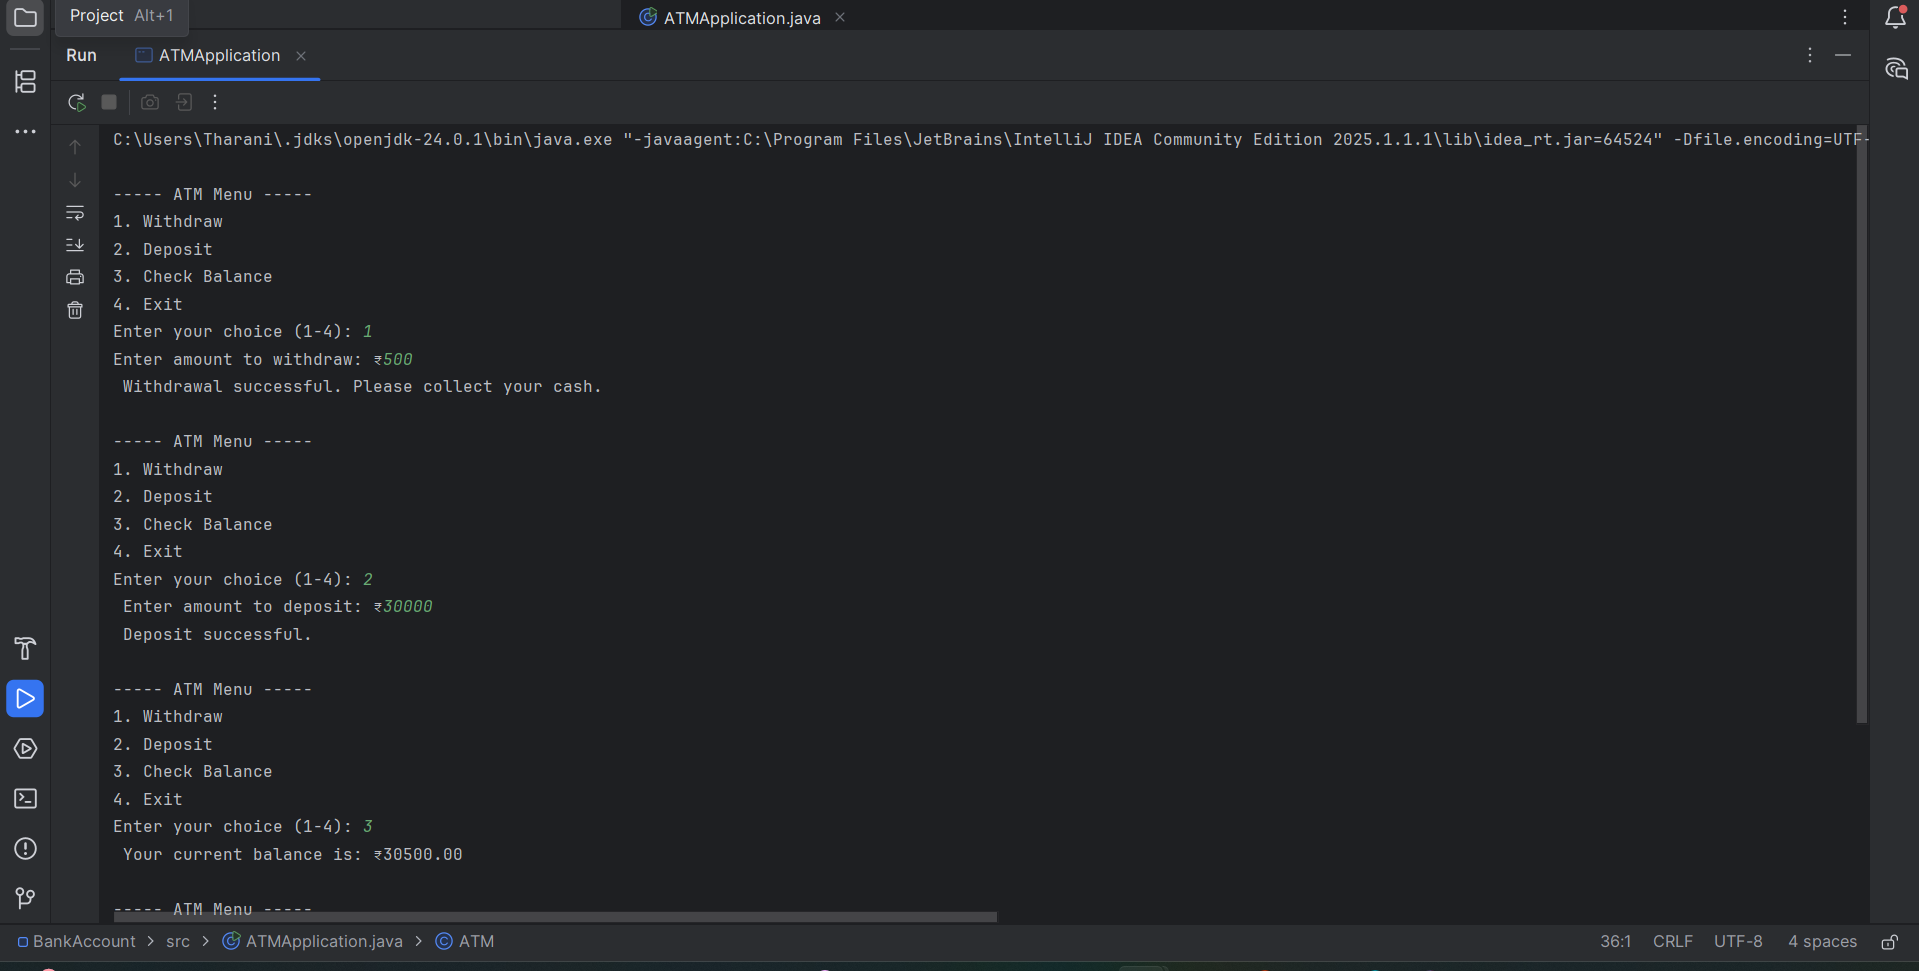 Project Alt+1
ATMApplication.java
Run ATMApplication
C:\Users\Tharani\.jdks\openjdk-24.0.1\bin\java.exe "-javaagent:C:\Program Files\JetBrains\IntelliJ IDEA Community Edition 2025.1.1.1\lib\idea_rt.jar=64524" -Dfile.encoding=UTF-
----- ATM Menu -----
1. Withdraw
2. Deposit
3. Check Balance
4. Exit
Enter your choice (1-4): 1
Enter amount to withdraw: ₹500
Withdrawal successful. Please collect your cash.
----- ATM Menu -----
1. Withdraw
2. Deposit
3. Check Balance
4. Exit
Enter your choice (1-4): 2
Enter amount to deposit: ₹30000
Deposit successful.
----- ATM Menu -----
1. Withdraw
2. Deposit
3. Check Balance
4. Exit
Enter your choice (1-4): 3
Your current balance is: ₹30500.00
----- ATM Menu -----
BankAccount > src > ATMApplication.java > ATM 36:1 CRLF UTF-8 4 spaces